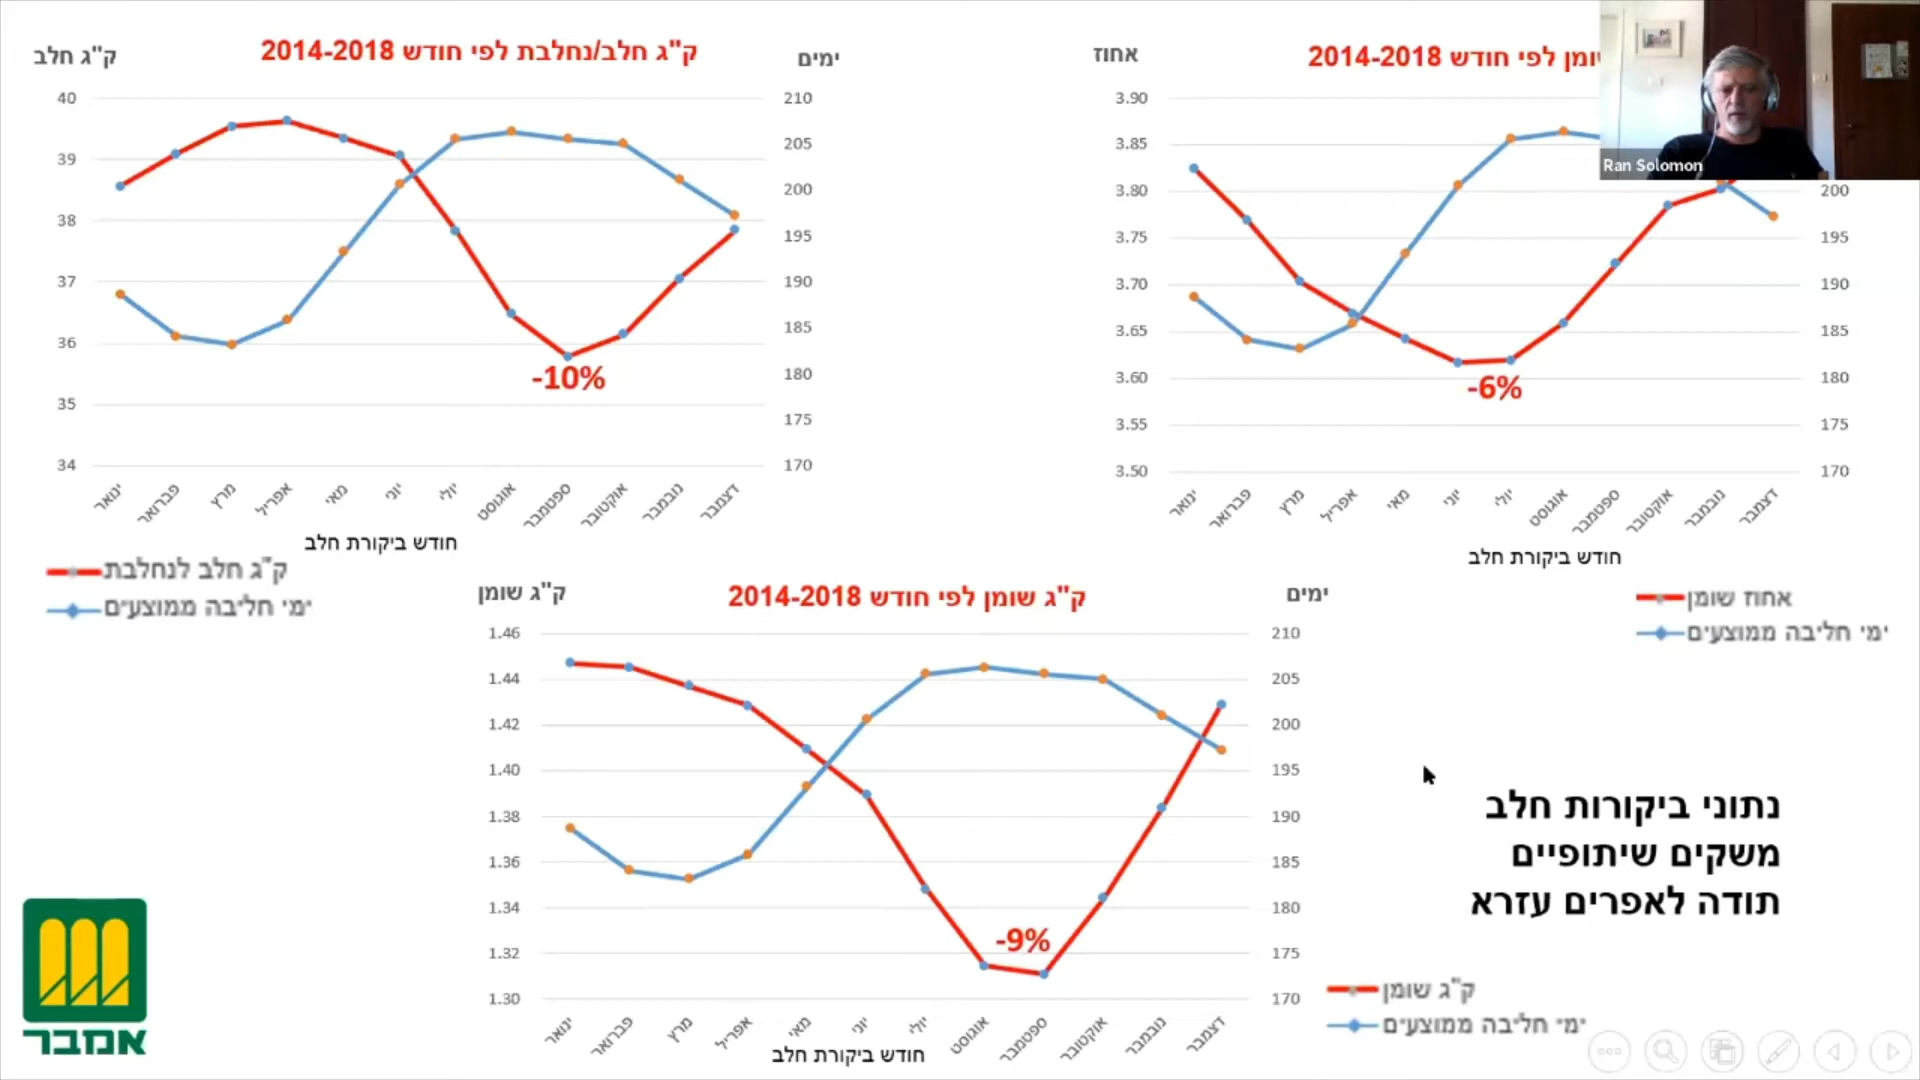 ק"ג חלב/נחלבת לפי חודש 2014-2018
ק"ג חלב
ימים
40
39
38
37
36
35
34
210
205
200
195
190
185
180
175
170
-10%
ינואר
פברואר
מרץ
אפריל
מאי
יוני
יולי
אוגוסט
ספטמבר
אוקטובר
נובמבר
דצמבר
חודש ביקורת חלב
ק"ג חלב לנחלבת
ימי חליבה ממוצעים
לפי חודש 2014-2018
אחוז
3.90
3.85
3.80
3.75
3.70
3.65
3.60
3.55
3.50
200
195
190
185
180
175
170
-6%
ינואר
פברואר
מרץ
אפריל
מאי
יוני
יולי
אוגוסט
ספטמבר
אוקטובר
נובמבר
דצמבר
חודש ביקורת חלב
אחוז שומן
ימי חליבה ממוצעים
Ran Solomon
ק"ג שומן לפי חודש 2014-2018
ק"ג שומן
ימים
1.46
1.44
1.42
1.40
1.38
1.36
1.34
1.32
1.30
210
205
200
195
190
185
180
175
170
-9%
ינואר
פברואר
מרץ
אפריל
מאי
יוני
יולי
אוגוסט
ספטמבר
אוקטובר
נובמבר
דצמבר
חודש ביקורת חלב
ק"ג שומן
ימי חליבה ממוצעים
נתוני ביקורות חלב
משקים שיתופיים
תודה לאפרים עזרא
אמבר